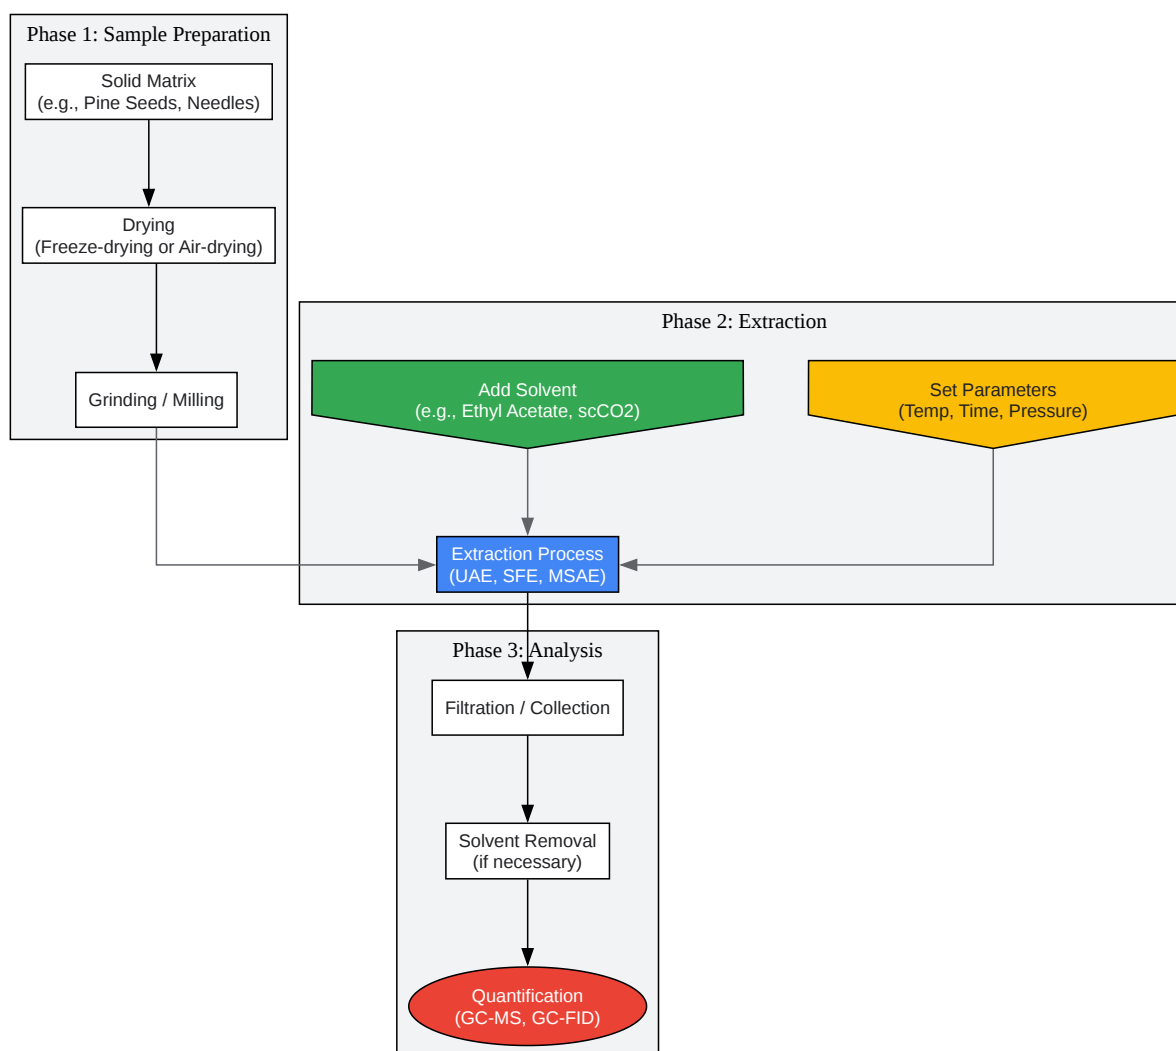 Phase 1: Sample Preparation
Solid Matrix
(e.g., Pine Seeds, Needles)
Drying
(Freeze-drying or Air-drying)
Grinding / Milling
Phase 2: Extraction
Add Solvent
(e.g., Ethyl Acetate, scCO2)
Set Parameters
(Temp, Time, Pressure)
Extraction Process
(UAE, SFE, MSAE)
Phase 3: Analysis
Filtration / Collection
Solvent Removal
(if necessary)
Quantification
(GC-MS, GC-FID)